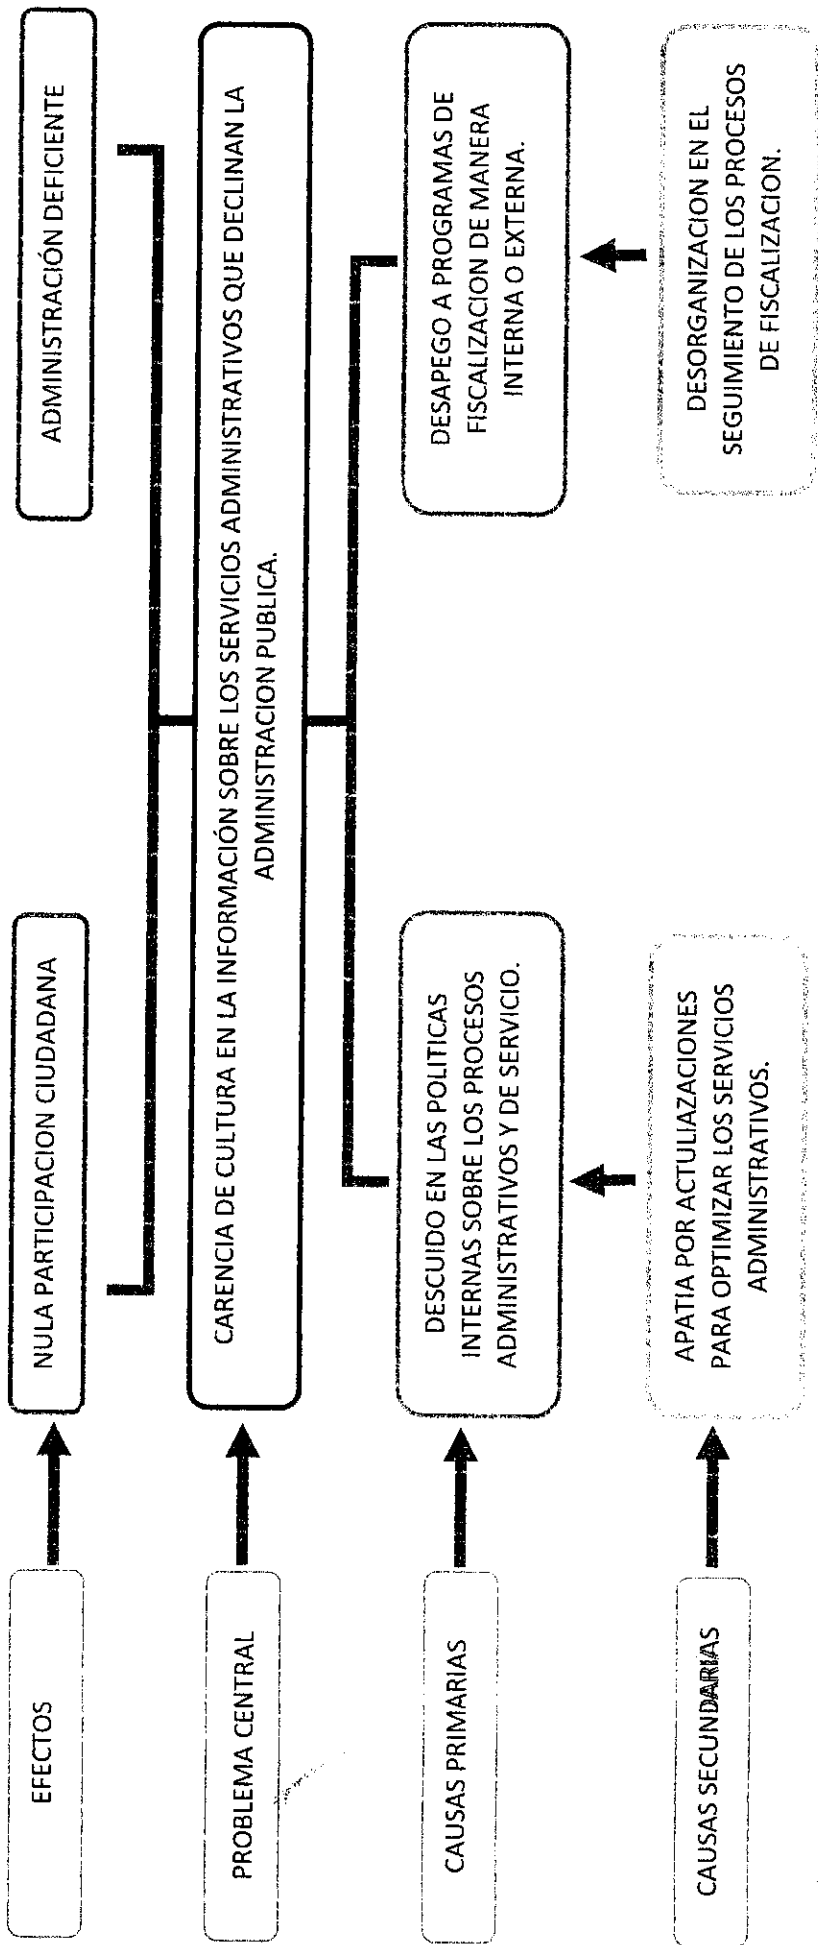 EFECTOS
NULA PARTICIPACION CIUDADANA
ADMINISTRACIÓN DEFICIENTE
PROBLEMA CENTRAL
CARENCIA DE CULTURA EN LA INFORMACIÓN SOBRE LOS SERVICIOS ADMINISTRATIVOS QUE DECLINAN LA
ADMINISTRACION PUBLICA.
CAUSAS PRIMARIAS
DESCUIDO EN LAS POLITICAS
INTERNAS SOBRE LOS PROCESOS
ADMINISTRATIVOS Y DE SERVICIO.
DESAPEGO A PROGRAMAS DE
FISCALIZACION DE MANERA
INTERNA O EXTERNA.
CAUSAS SECUNDARIAS
APATIA POR ACTULIAZACIONES
PARA OPTIMIZAR LOS SERVICIOS
ADMINISTRATIVOS.
DESORGANIZACION EN EL
SEGUIMIENTO DE LOS PROCESOS
DE FISCALIZACION.